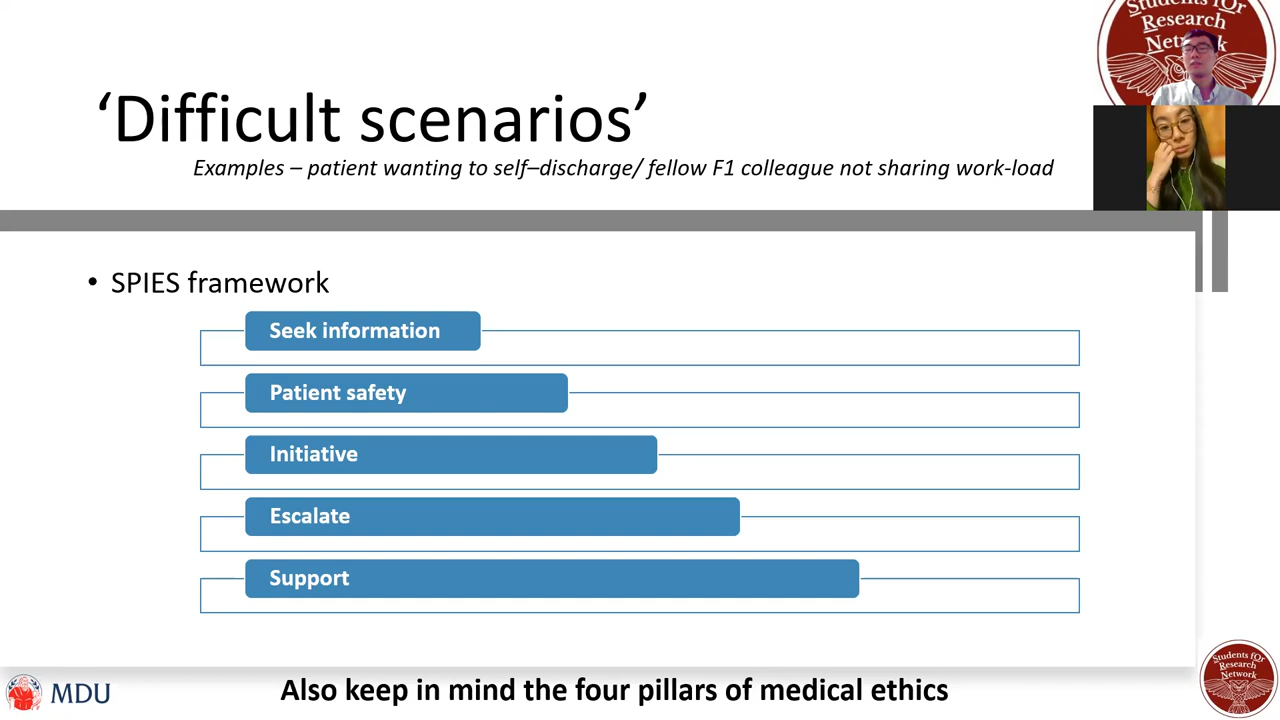 Students fOr
Research
Netw rk
‘Difficult scenarios’
Examples – patient wanting to self–discharge/ fellow F1 colleague not sharing work-load
• SPIES framework
Seek information
Patient safety
Initiative
Escalate
Support
MDU
Also keep in mind the four pillars of medical ethics
Students fOr
Research
Network